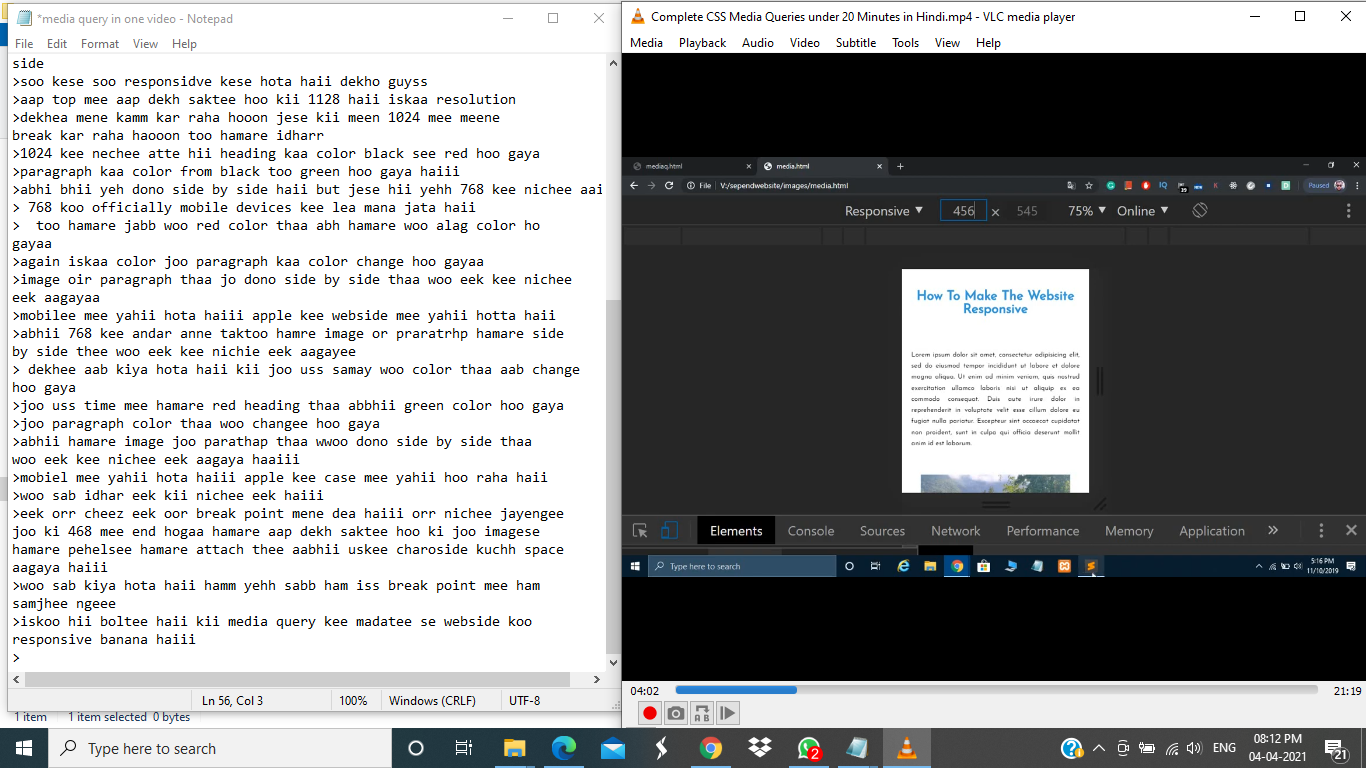 *media query in one video - Notepad
File Edit Format View Help
side
>soo kese soo responsidve kese hota haii dekho guyss
>aap top mee aap dekh saktee hoo kii 1128 haii iskaa resolution
>dekhea mene kamm kar raha hooon jese kii meen 1024 mee meene
break kar raha haooon too hamare idharr
>1024 kee nechee atte hii heading kaa color black see red hoo gaya
>paragraph kaa color from black too green hoo gaya haiii
>abhi bhii yeh dono side by side haii but jese hii yehh 768 kee nichee aai
> 768 koo officially mobile devices kee lea mana jata haii
>  too hamare jabb woo red color thaa abh hamare woo alag color ho
gayaa
>again iskaa color joo paragraph kaa color change hoo gayaa
>image oir paragraph thaa jo dono side by side thaa woo eek kee nichee
eek aagayaa
>mobilee mee yahii hota haiii apple kee webside mee yahii hotta haii
>abhii 768 kee andar anne taktoo hamre image or praratrhp hamare side
by side thee woo eek kee nichie eek aagayee
> dekhee aab kiya hota haii kii joo uss samay woo color thaa aab change
hoo gaya
>joo uss time mee hamare red heading thaa abbhii green color hoo gaya
>joo paragraph color thaa woo changee hoo gaya
>abhii hamare image joo parathap thaa wwoo dono side by side thaa
woo eek kee nichee eek aagaya haaiii
>mobiel mee yahii hota haiii apple kee case mee yahii hoo raha haii
>woo sab idhar eek kii nichee eek haiii
>eek orr cheez eek oor break point mene dea haiii orr nichee jayengee
joo ki 468 mee end hogaa hamare aap dekh saktee hoo ki joo imagese
hamare pehelsee hamare attach thee aabhii uskee charoside kuchh space
aagaya haiii
>woo sab kiya hota haii hamm yehh sabb ham iss break point mee ham
samjhee ngeee
>iskoo hii boltee haii kii media query kee madatee se webside koo
responsive banana haiii
>
Ln 56, Col 3 100% Windows (CRLF) UTF-8
1 item 1 item selected 0 bytes
Complete CSS Media Queries under 20 Minutes in Hindi.mp4 - VLC media player
Media Playback Audio Video Subtitle Tools View Help
mediaq.html media.html
File V:/sependwebsite/images/media.html Paused
Responsive 456 x 545 75% Online
How To Make The Website
Responsive
Lorem ipsum dolor sit amet, consectetur adipisicing elit,
sed do eiusmod tempor incididunt ut labore et dolore
magna aliqua. Ut enim ad minim veniam, quis nostrud
exercitation ullamco laboris nisi ut aliquip ex ea
commodo consequat. Duis aute irure dolor in
reprehenderit in voluptate velit esse cillum dolore eu
fugiat nulla pariatur. Excepteur sint occaecat cupidatat
non proident, sunt in culpa qui officia deserunt mollit
anim id est laborum.
Elements Console Sources Network Performance Memory Application »
Type here to search
5:16 PM
11/10/2019
04:02 21:19
Type here to search
2
ENG
08:12 PM
04-04-2021
21